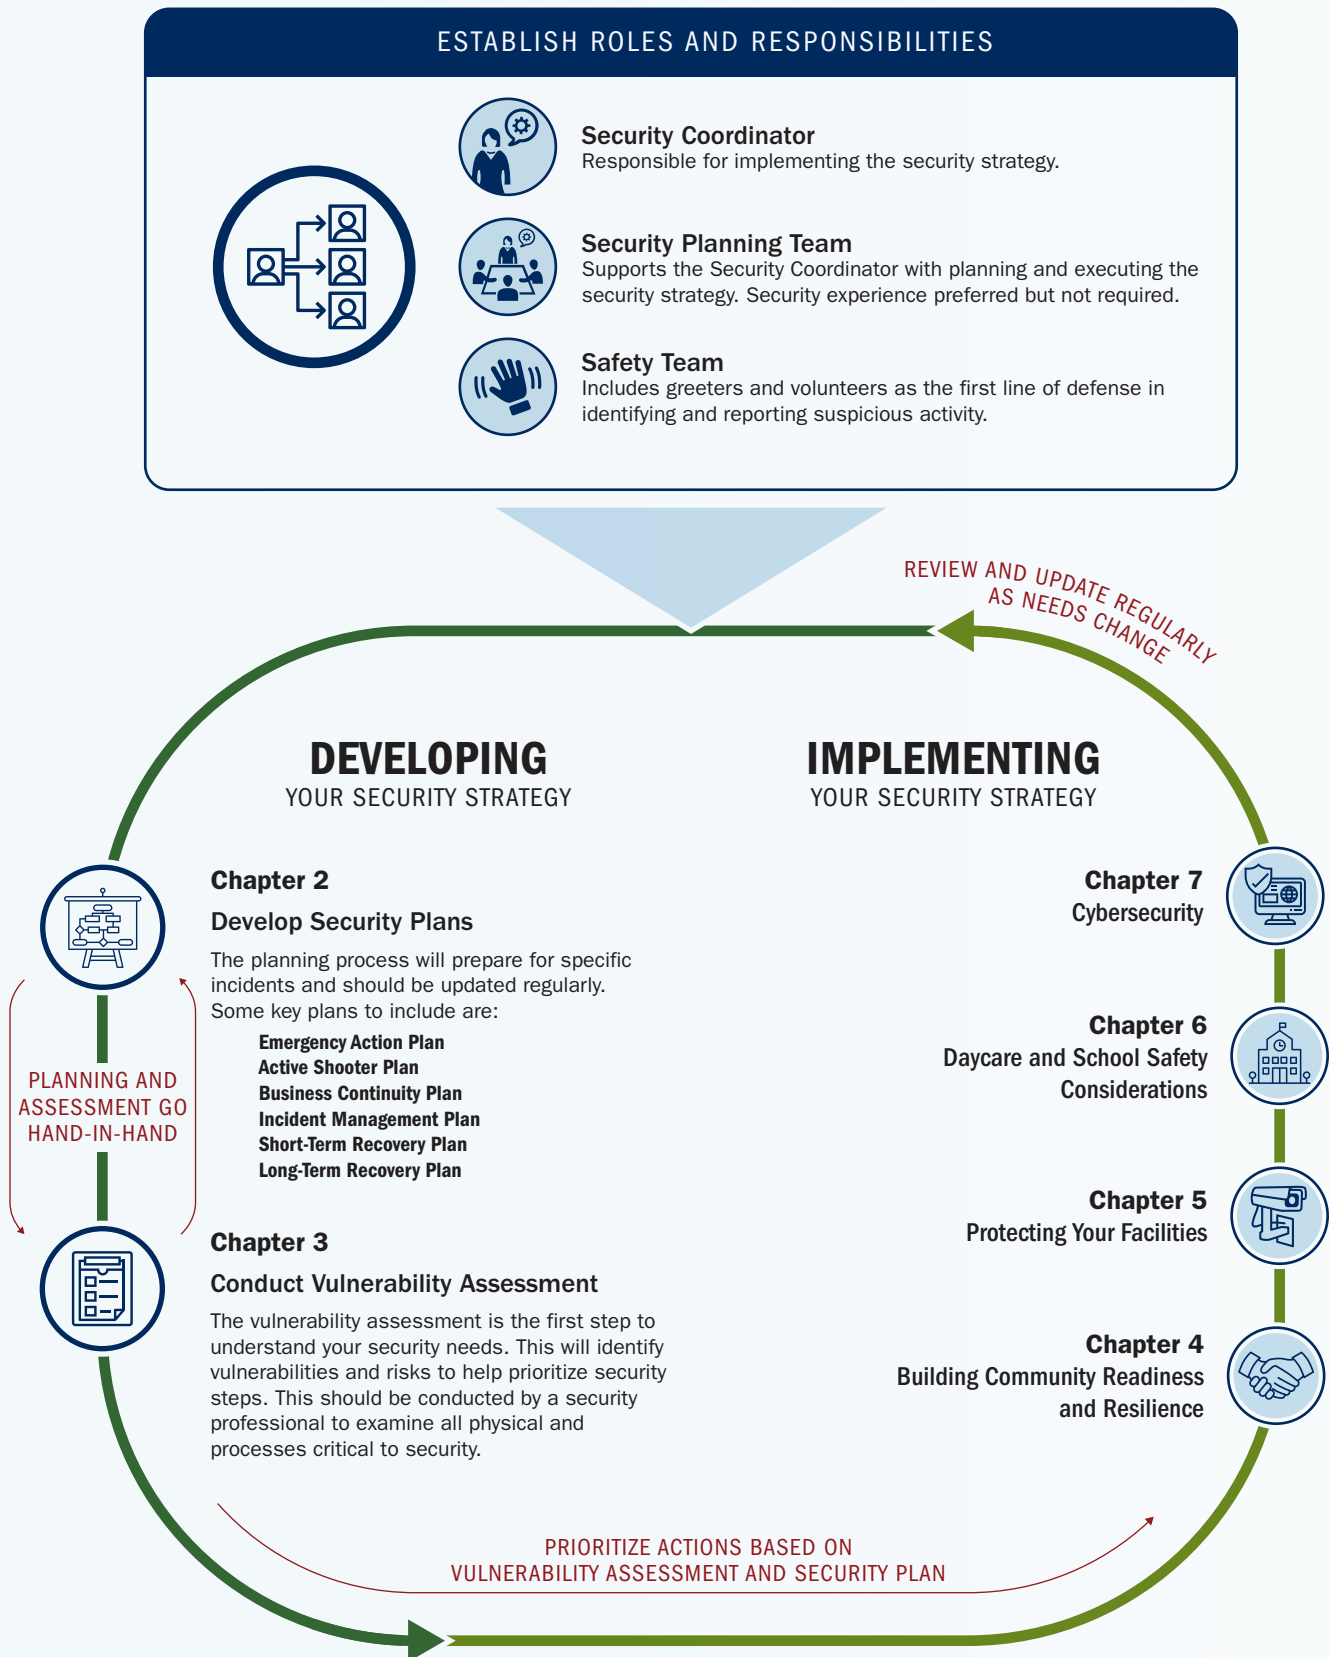 ESTABLISH ROLES AND RESPONSIBILITIES
Security Coordinator
Responsible for implementing the security strategy.
Security Planning Team
Supports the Security Coordinator with planning and executing the
security strategy. Security experience preferred but not required.
Safety Team
Includes greeters and volunteers as the first line of defense in
identifying and reporting suspicious activity.
REVIEW AND UPDATE REGULARLY
AS NEEDS CHANGE
DEVELOPING
YOUR SECURITY STRATEGY
Chapter 2
Develop Security Plans
The planning process will prepare for specific
incidents and should be updated regularly.
Some key plans to include are:
Emergency Action Plan
Active Shooter Plan
Business Continuity Plan
Incident Management Plan
Short-Term Recovery Plan
Long-Term Recovery Plan
PLANNING AND
ASSESSMENT GO
HAND-IN-HAND
Chapter 3
Conduct Vulnerability Assessment
The vulnerability assessment is the first step to
understand your security needs. This will identify
vulnerabilities and risks to help prioritize security
steps. This should be conducted by a security
professional to examine all physical and
processes critical to security.
IMPLEMENTING
YOUR SECURITY STRATEGY
Chapter 7
Cybersecurity
Chapter 6
Daycare and School Safety
Considerations
Chapter 5
Protecting Your Facilities
Chapter 4
Building Community Readiness
and Resilience
PRIORITIZE ACTIONS BASED ON
VULNERABILITY ASSESSMENT AND SECURITY PLAN